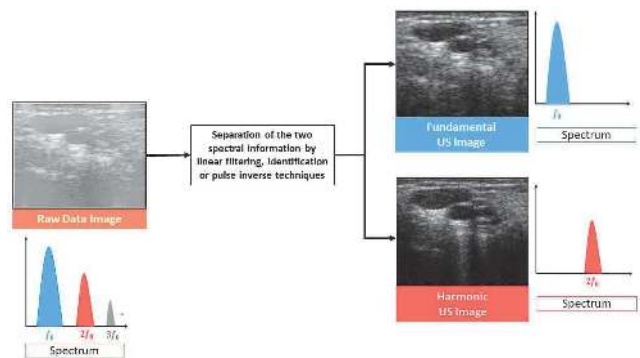 Raw Data Image
f₀ 2f₀ 3f₀
Spectrum
Separation of the two
spectral information by
linear filtering, identification
or pulse inverse techniques
Fundamental
US Image
f₀
Spectrum
Harmonic
US Image
2f₀
Spectrum